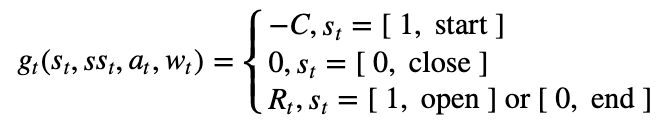 −C, s_t = [ 1, start ]
g_t(s_t, ss_t, a_t, w_t) = { 0, s_t = [ 0, close ]
R_t, s_t = [ 1, open ] or [ 0, end ]